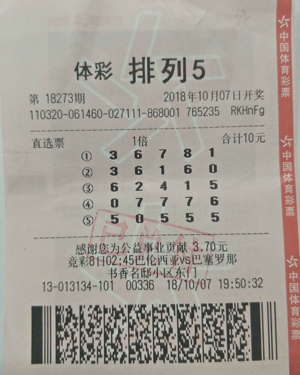 体彩 排列5
第 18273期 2018年10月07日开奖
110320-061460-027111-868001 765235 RKHnFg
直选票 1倍 合计10元
① 3 6 7 8 1
② 3 6 1 6 0
③ 6 2 4 1 5
④ 0 7 7 7 6
⑤ 5 0 5 5 5
感谢您为公益事业贡献 3.70元
竞彩8日02:45巴伦西亚vs巴塞罗那
书香名邸小区东门
13-013134-101 00336 18/10/07 19:50:32
中国体育彩票
中国体育彩票